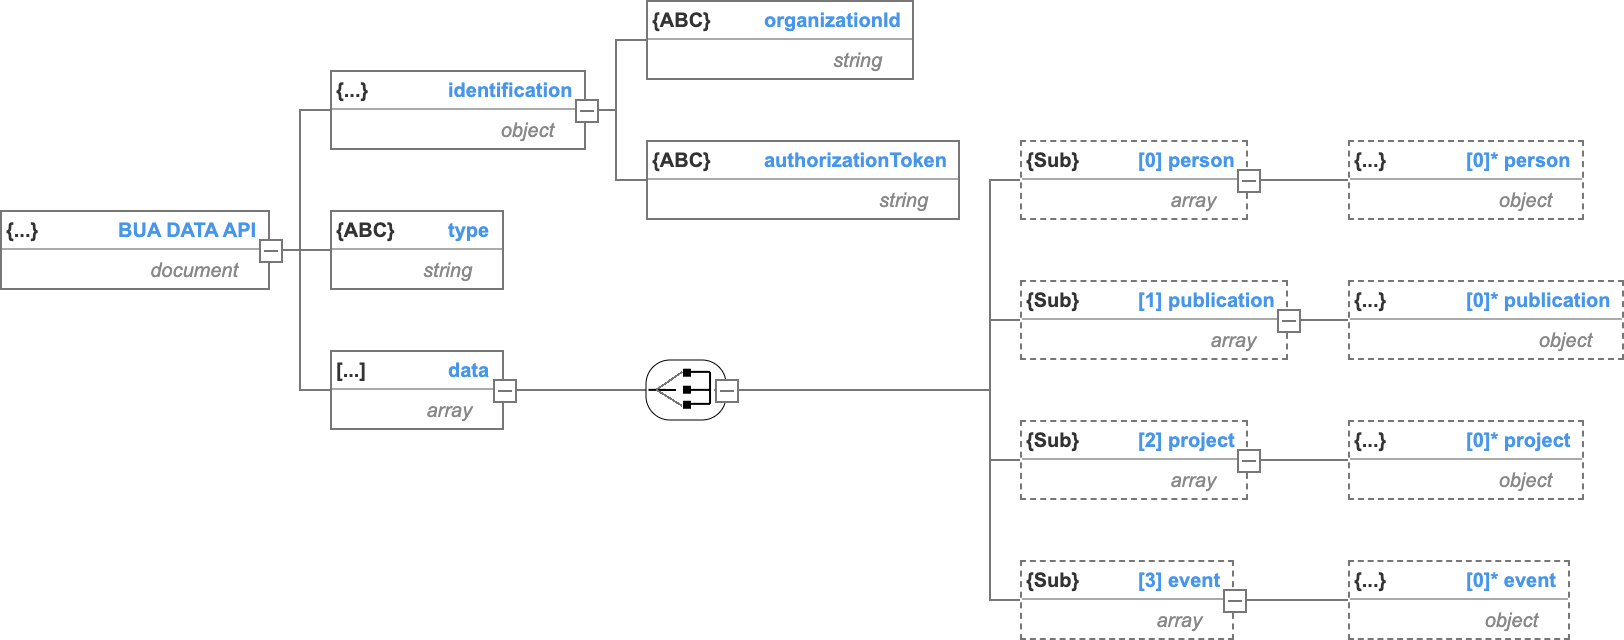 {ABC} organizationId
string
{...} identification
object
{ABC} authorizationToken
string
{...} BUA DATA API
document
{ABC} type
string
[...] data
array
{Sub} [0] person
array
{...} [0]* person
object
{Sub} [1] publication
array
{...} [0]* publication
object
{Sub} [2] project
array
{...} [0]* project
object
{Sub} [3] event
array
{...} [0]* event
object